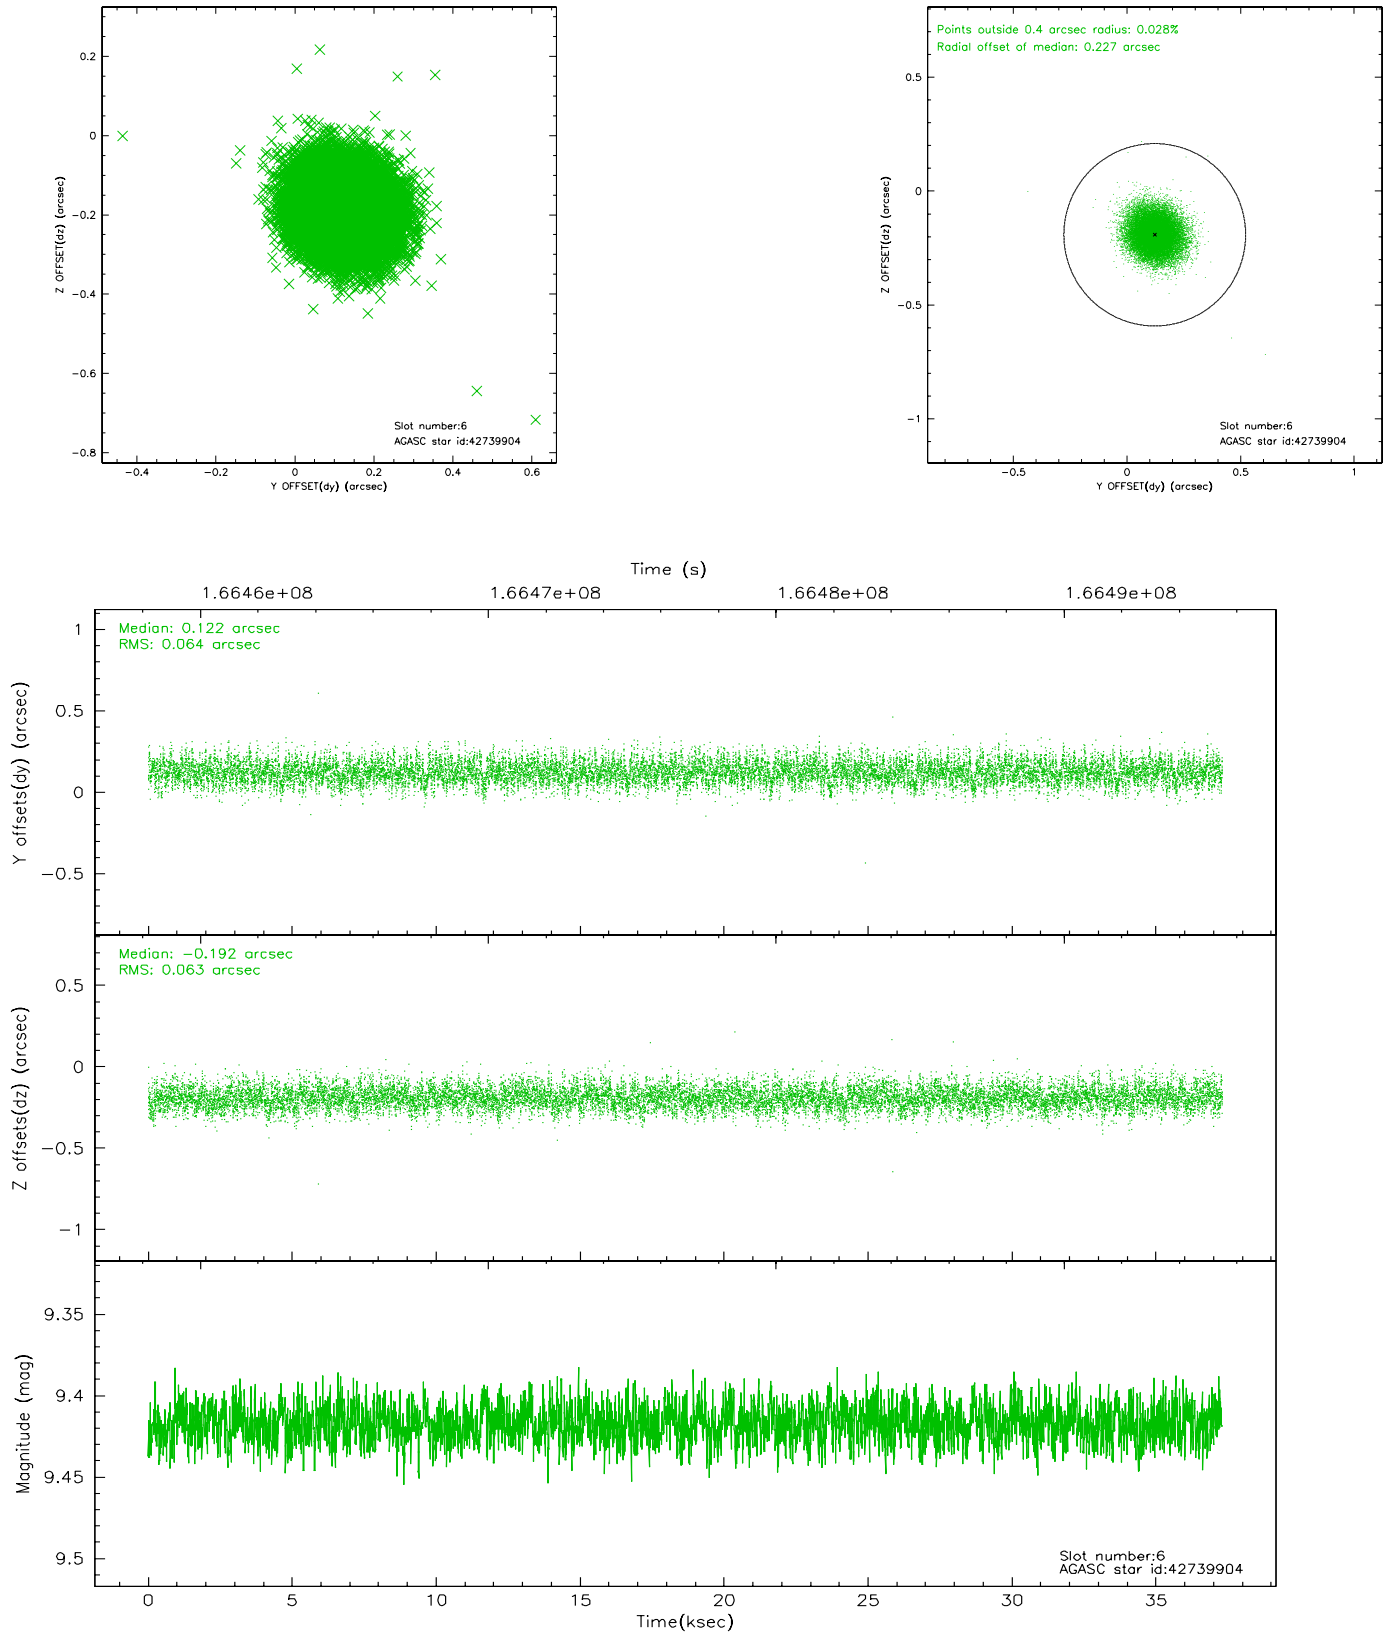 0.2
0
−0.2
−0.4
−0.6
−0.8
Z OFFSET(dz) (arcsec)
−0.4 −0.2 0 0.2 0.4 0.6
Y OFFSET(dy) (arcsec)
Slot number:6
AGASC star id:42739904
Points outside 0.4 arcsec radius: 0.028%
Radial offset of median: 0.227 arcsec
0.5
0
−0.5
−1
Z OFFSET(dz) (arcsec)
−0.5 0 0.5 1
Y OFFSET(dy) (arcsec)
Slot number:6
AGASC star id:42739904
Time (s)
1.6646e+08 1.6647e+08 1.6648e+08 1.6649e+08
Median: 0.122 arcsec
RMS: 0.064 arcsec
1
0.5
0
−0.5
Y offsets(dy) (arcsec)
Median: −0.192 arcsec
RMS: 0.063 arcsec
0.5
0
−0.5
−1
Z offsets(dz) (arcsec)
9.35
9.4
9.45
9.5
Magnitude (mag)
Slot number:6
AGASC star id:42739904
0 5 10 15 20 25 30 35
Time(ksec)